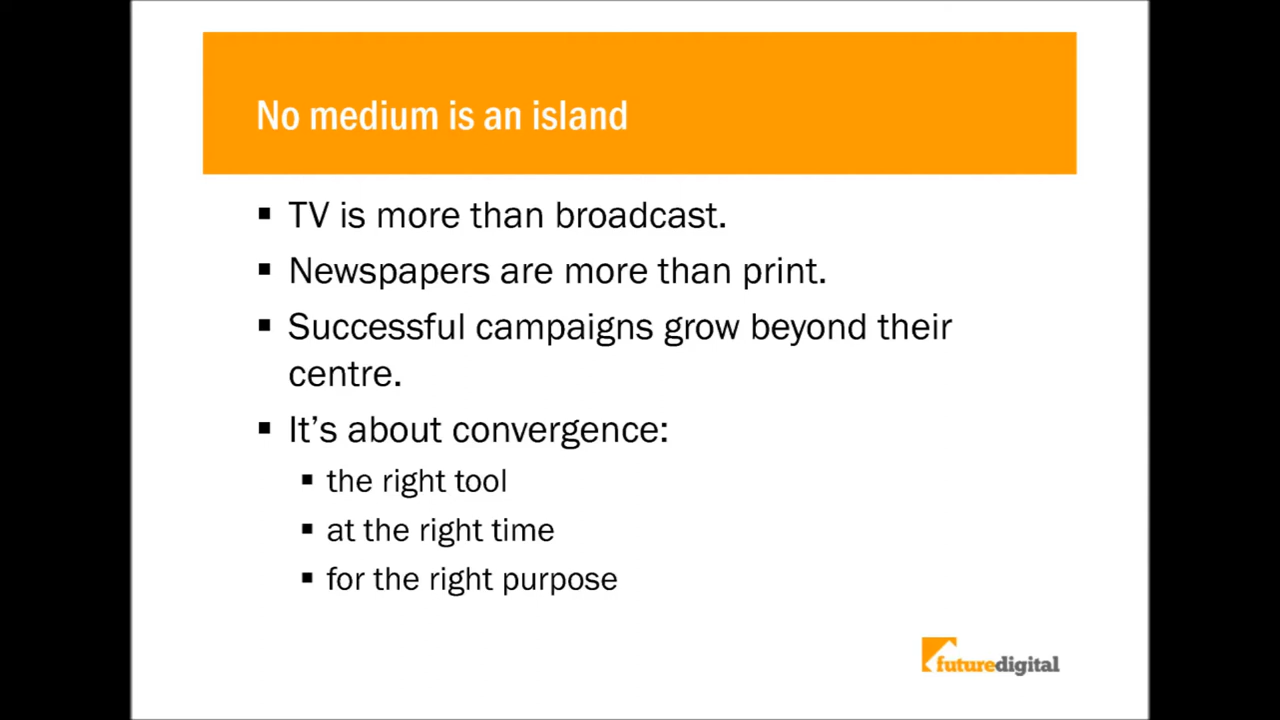 No medium is an island
▪ TV is more than broadcast.
▪ Newspapers are more than print.
▪ Successful campaigns grow beyond their
centre.
▪ It’s about convergence:
▪ the right tool
▪ at the right time
▪ for the right purpose
futuredigital